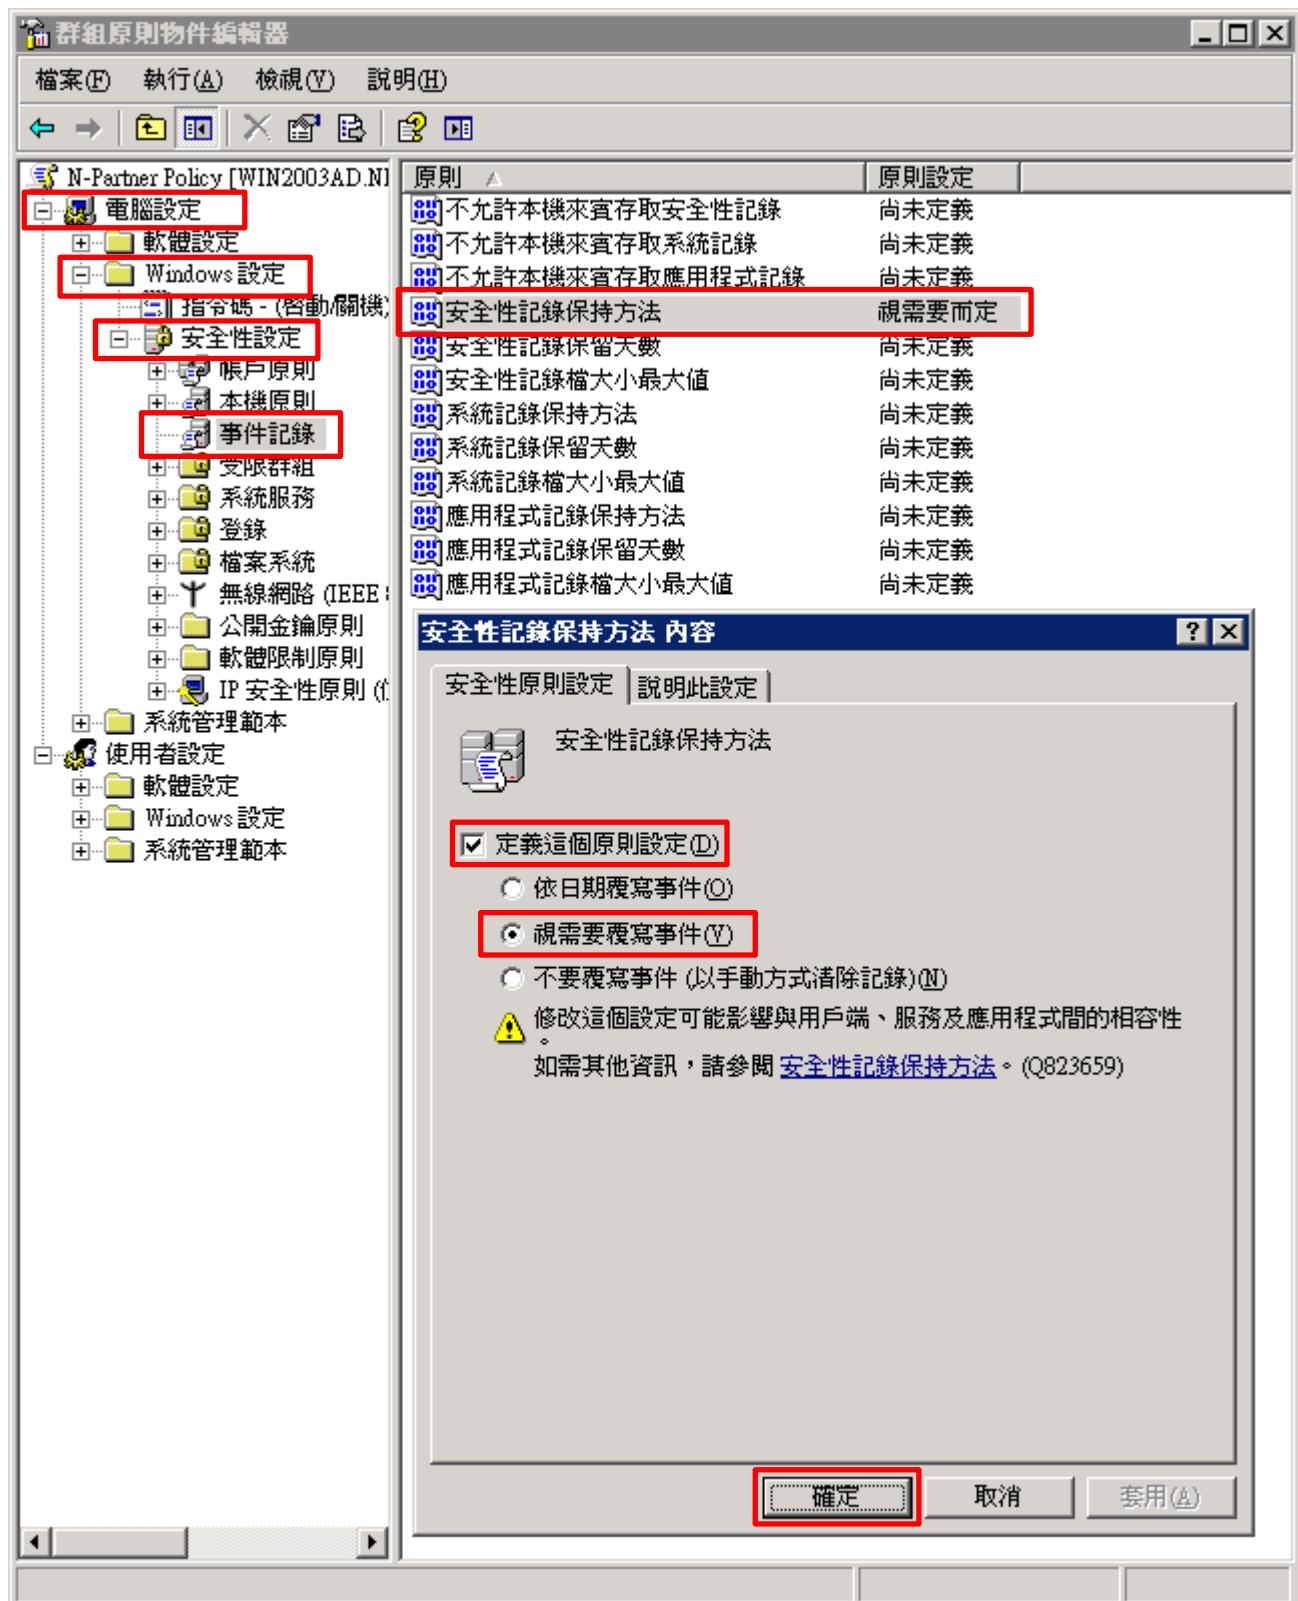 群組原則物件編輯器
檔案(F) 執行(A) 檢視(V) 說明(H)
N-Partner Policy [WIN2003AD.N
電腦設定
軟體設定
Windows 設定
指令碼 - (啟動/關機)
安全性設定
帳戶原則
本機原則
事件記錄
受限群組
系統服務
登錄
檔案系統
無線網路 (IEEE
公開金鑰原則
軟體限制原則
IP 安全性原則 (
系統管理範本
使用者設定
軟體設定
Windows 設定
系統管理範本
原則 原則設定
不允許本機來賓存取安全性記錄 尚未定義
不允許本機來賓存取系統記錄 尚未定義
不允許本機來賓存取應用程式記錄 尚未定義
安全性記錄保持方法 視需要而定
安全性記錄保留天數 尚未定義
安全性記錄檔大小最大值 尚未定義
系統記錄保持方法 尚未定義
系統記錄保留天數 尚未定義
系統記錄檔大小最大值 尚未定義
應用程式記錄保持方法 尚未定義
應用程式記錄保留天數 尚未定義
應用程式記錄檔大小最大值 尚未定義
安全性記錄保持方法 內容
安全性原則設定 說明此設定
安全性記錄保持方法
定義這個原則設定(D)
依日期覆寫事件(O)
視需要覆寫事件(V)
不要覆寫事件 (以手動方式清除記錄)(N)
修改這個設定可能影響與用戶端、服務及應用程式間的相容性
。
如需其他資訊，請參閱 安全性記錄保持方法。(Q823659)
確定 取消 套用(A)